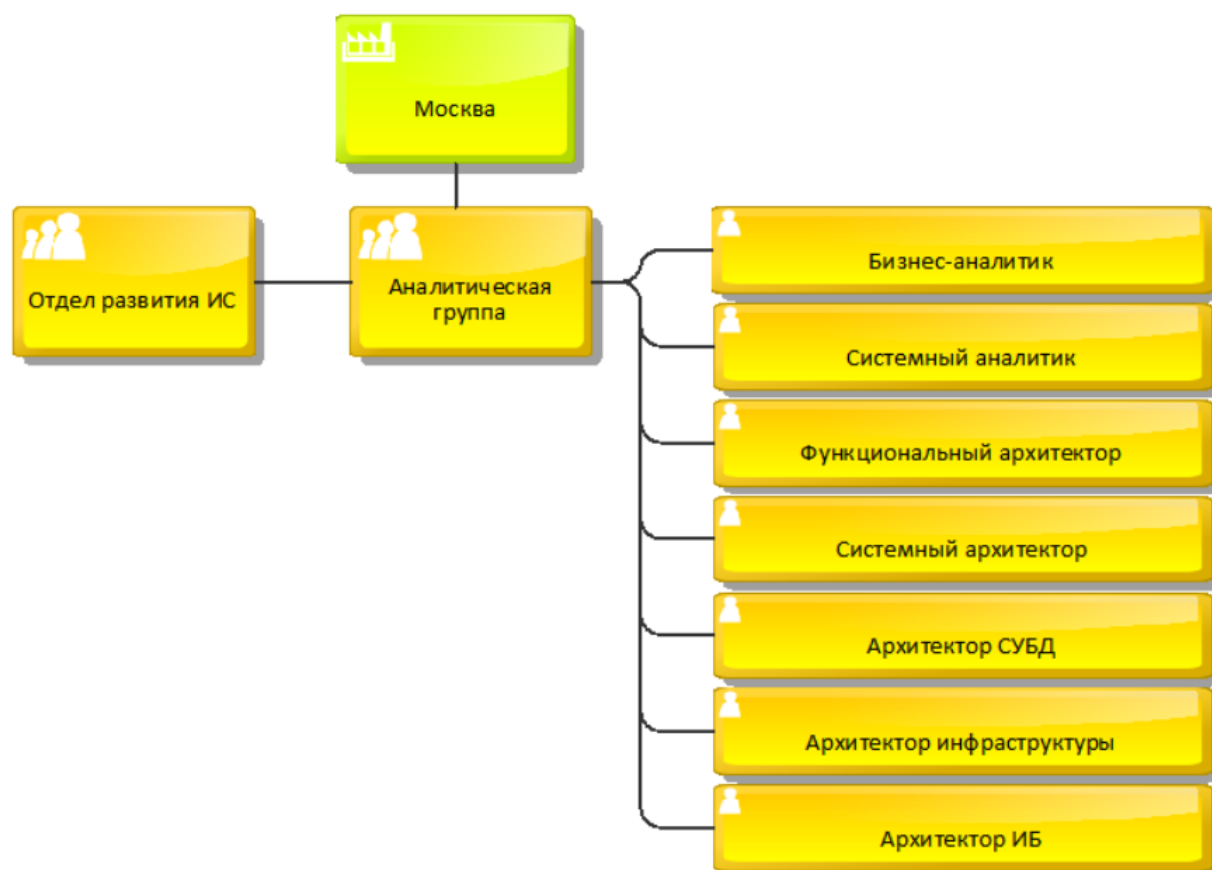 Москва
Отдел развития ИС
Аналитическая
группа
Бизнес-аналитик
Системный аналитик
Функциональный архитектор
Системный архитектор
Архитектор СУБД
Архитектор инфраструктуры
Архитектор ИБ